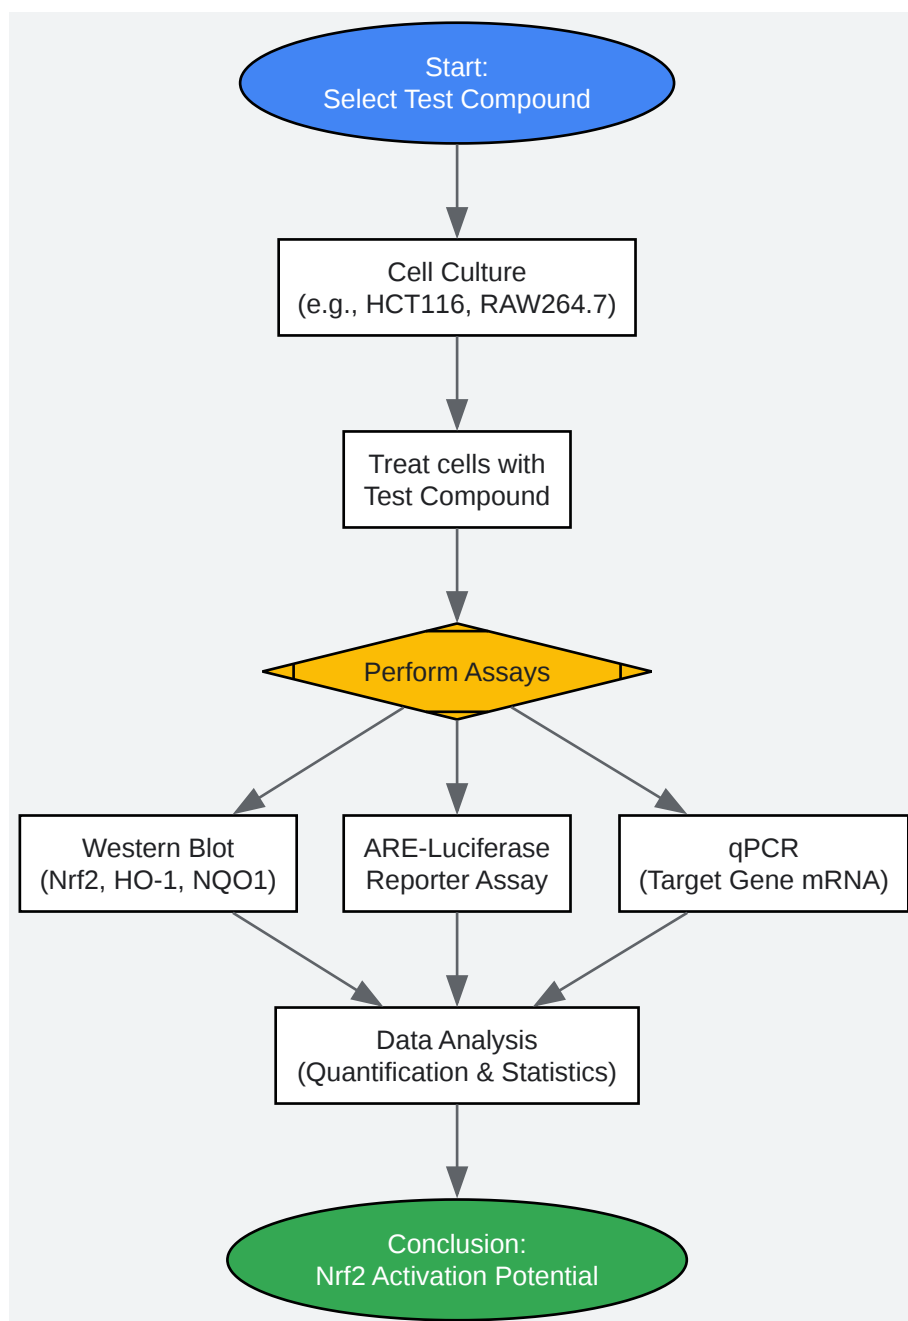 Start:
Select Test Compound
Cell Culture
(e.g., HCT116, RAW264.7)
Treat cells with
Test Compound
Perform Assays
Western Blot
(Nrf2, HO-1, NQO1)
ARE-Luciferase
Reporter Assay
qPCR
(Target Gene mRNA)
Data Analysis
(Quantification & Statistics)
Conclusion:
Nrf2 Activation Potential